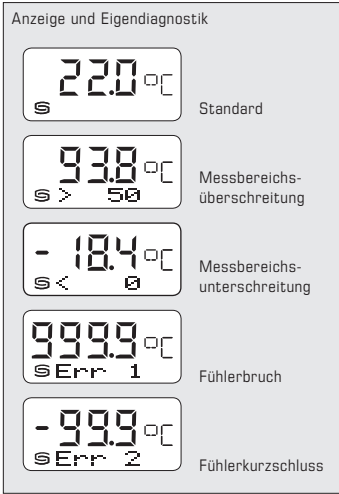 Anzeige und Eigendiagnostik
22.0 °C
S
Standard
93.8 °C
S > 50
Messbereichs-
überschreitung
- 18.4 °C
S < 0
Messbereichs-
unterschreitung
999.9 °C
S Err 1
Fühlerbruch
- 99.9 °C
S Err 2
Fühlerkurzschluss